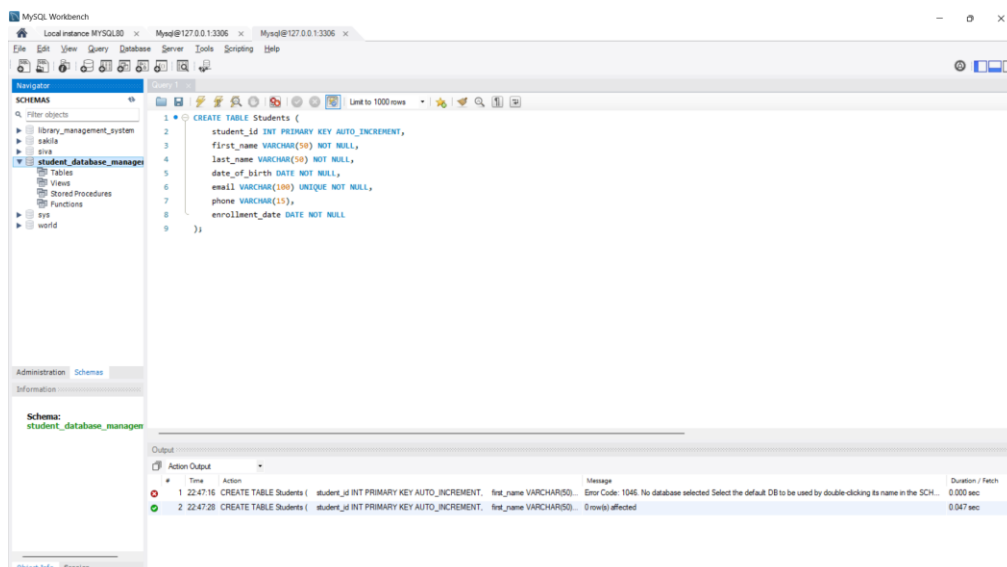 MySQL Workbench
Local instance MYSQL80 × Mysql@127.0.0.1:3306 × Mysql@127.0.0.1:3306 ×
File Edit View Query Database Server Tools Scripting Help
Navigator
Query 1 ×
SCHEMAS
Limit to 1000 rows
Filter objects
library_management_system
sakila
siva
student_database_manager
Tables
Views
Stored Procedures
Functions
sys
world
1 CREATE TABLE Students (
2 student_id INT PRIMARY KEY AUTO_INCREMENT,
3 first_name VARCHAR(50) NOT NULL,
4 last_name VARCHAR(50) NOT NULL,
5 date_of_birth DATE NOT NULL,
6 email VARCHAR(100) UNIQUE NOT NULL,
7 phone VARCHAR(15),
8 enrollment_date DATE NOT NULL
9 );
Administration Schemas
Information
Schema:
student_database_managem
Output
Action Output
# Time Action Message Duration / Fetch
1 22:47:16 CREATE TABLE Students ( student_id INT PRIMARY KEY AUTO_INCREMENT, first_name VARCHAR(50)... Error Code: 1046. No database selected Select the default DB to be used by double-clicking its name in the SCH... 0.000 sec
2 22:47:28 CREATE TABLE Students ( student_id INT PRIMARY KEY AUTO_INCREMENT, first_name VARCHAR(50)... 0 row(s) affected 0.047 sec